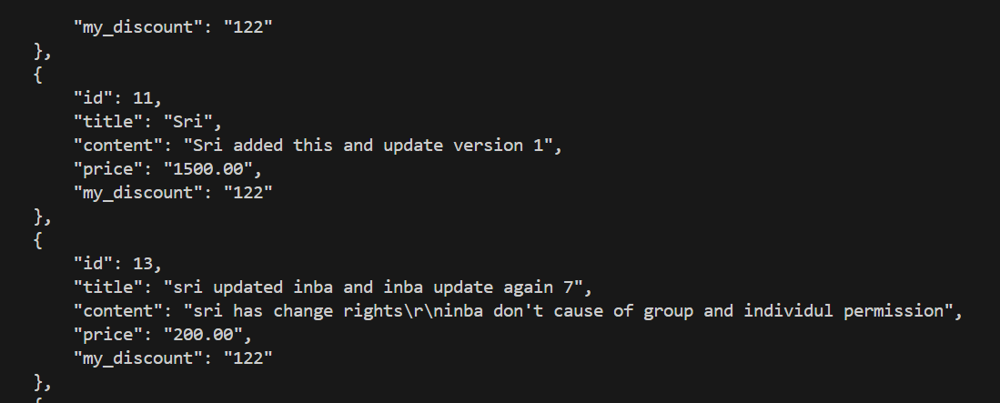 "my_discount": "122"
},
{
"id": 11,
"title": "Sri",
"content": "Sri added this and update version 1",
"price": "1500.00",
"my_discount": "122"
},
{
"id": 13,
"title": "sri updated inba and inba update again 7",
"content": "sri has change rights\r\ninba don't cause of group and individul permission",
"price": "200.00",
"my_discount": "122"
},
{